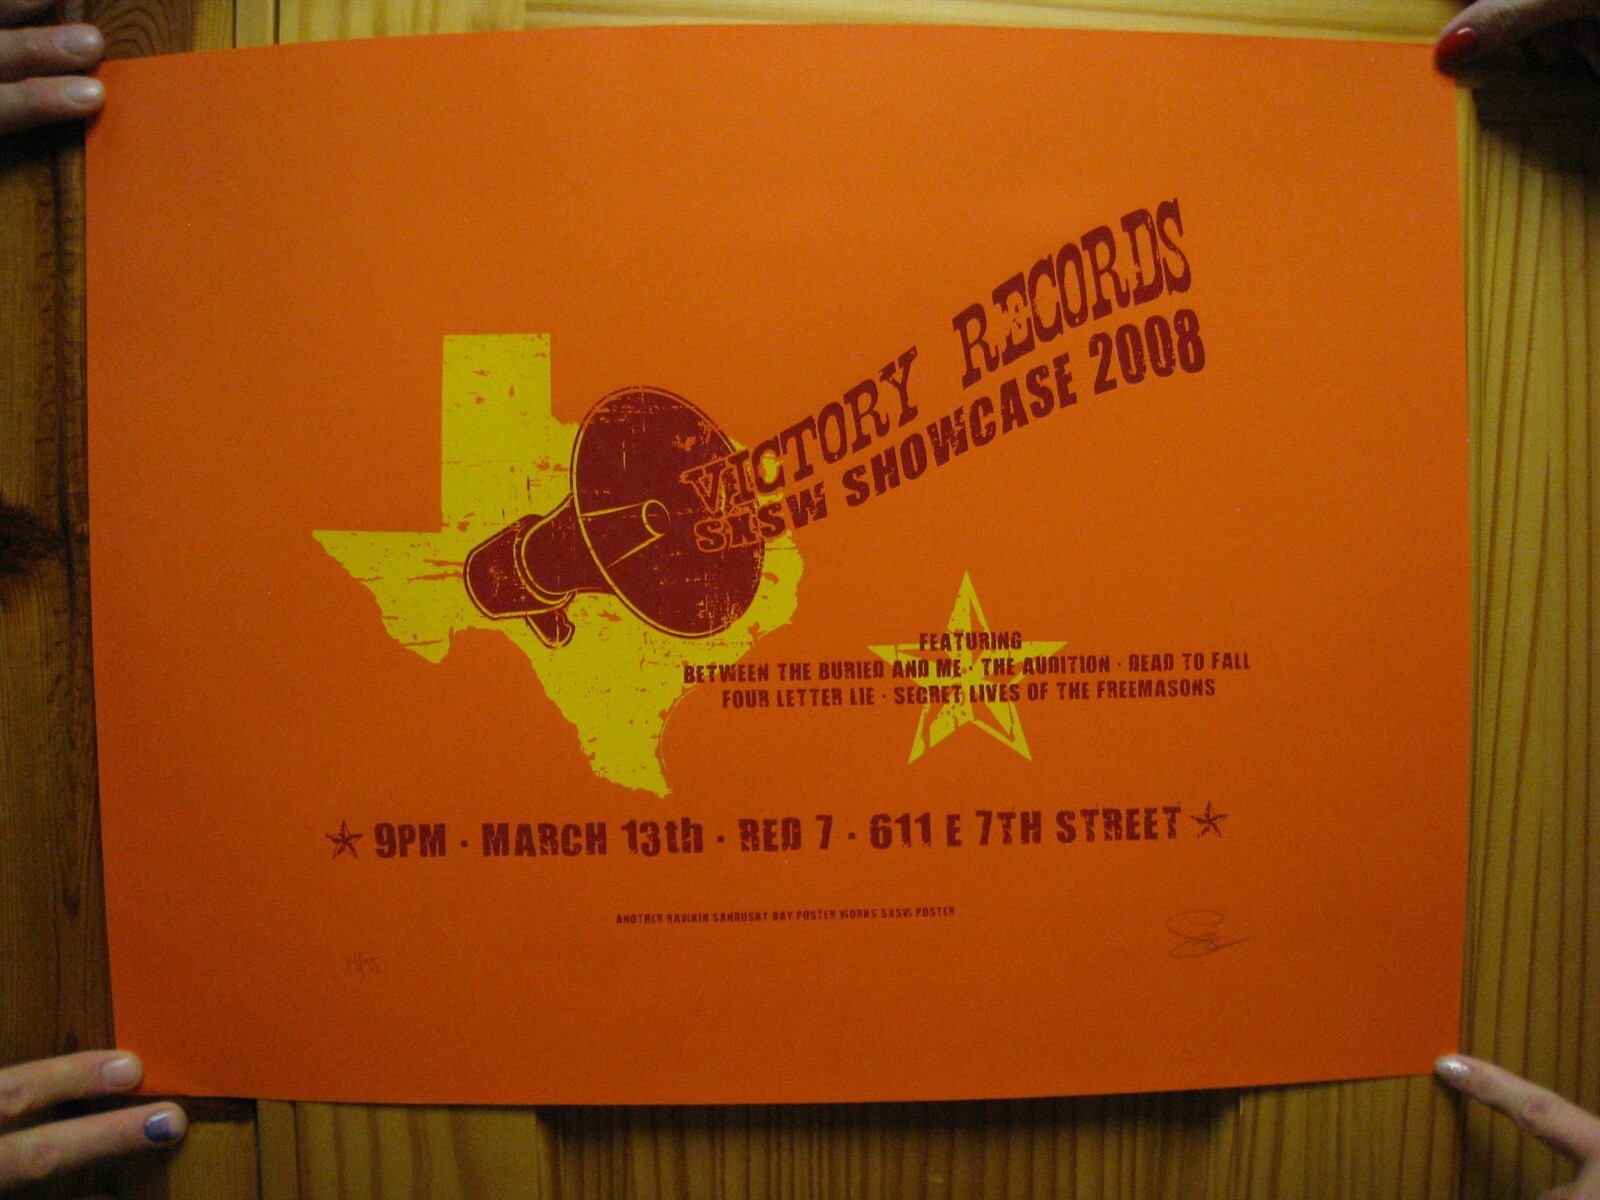 VICTORY RECORDS
SXSW SHOWCASE 2008
FEATURING
BETWEEN THE BURIED AND ME · THE AUDITION · DEAD TO FALL
FOUR LETTER LIE · SECRET LIVES OF THE FREEMASONS
9PM · MARCH 13th · RED 7 · 611 E 7TH STREET
ANOTHER RAWKIN SANDUSKY BAY POSTER WORKS SXSW POSTER